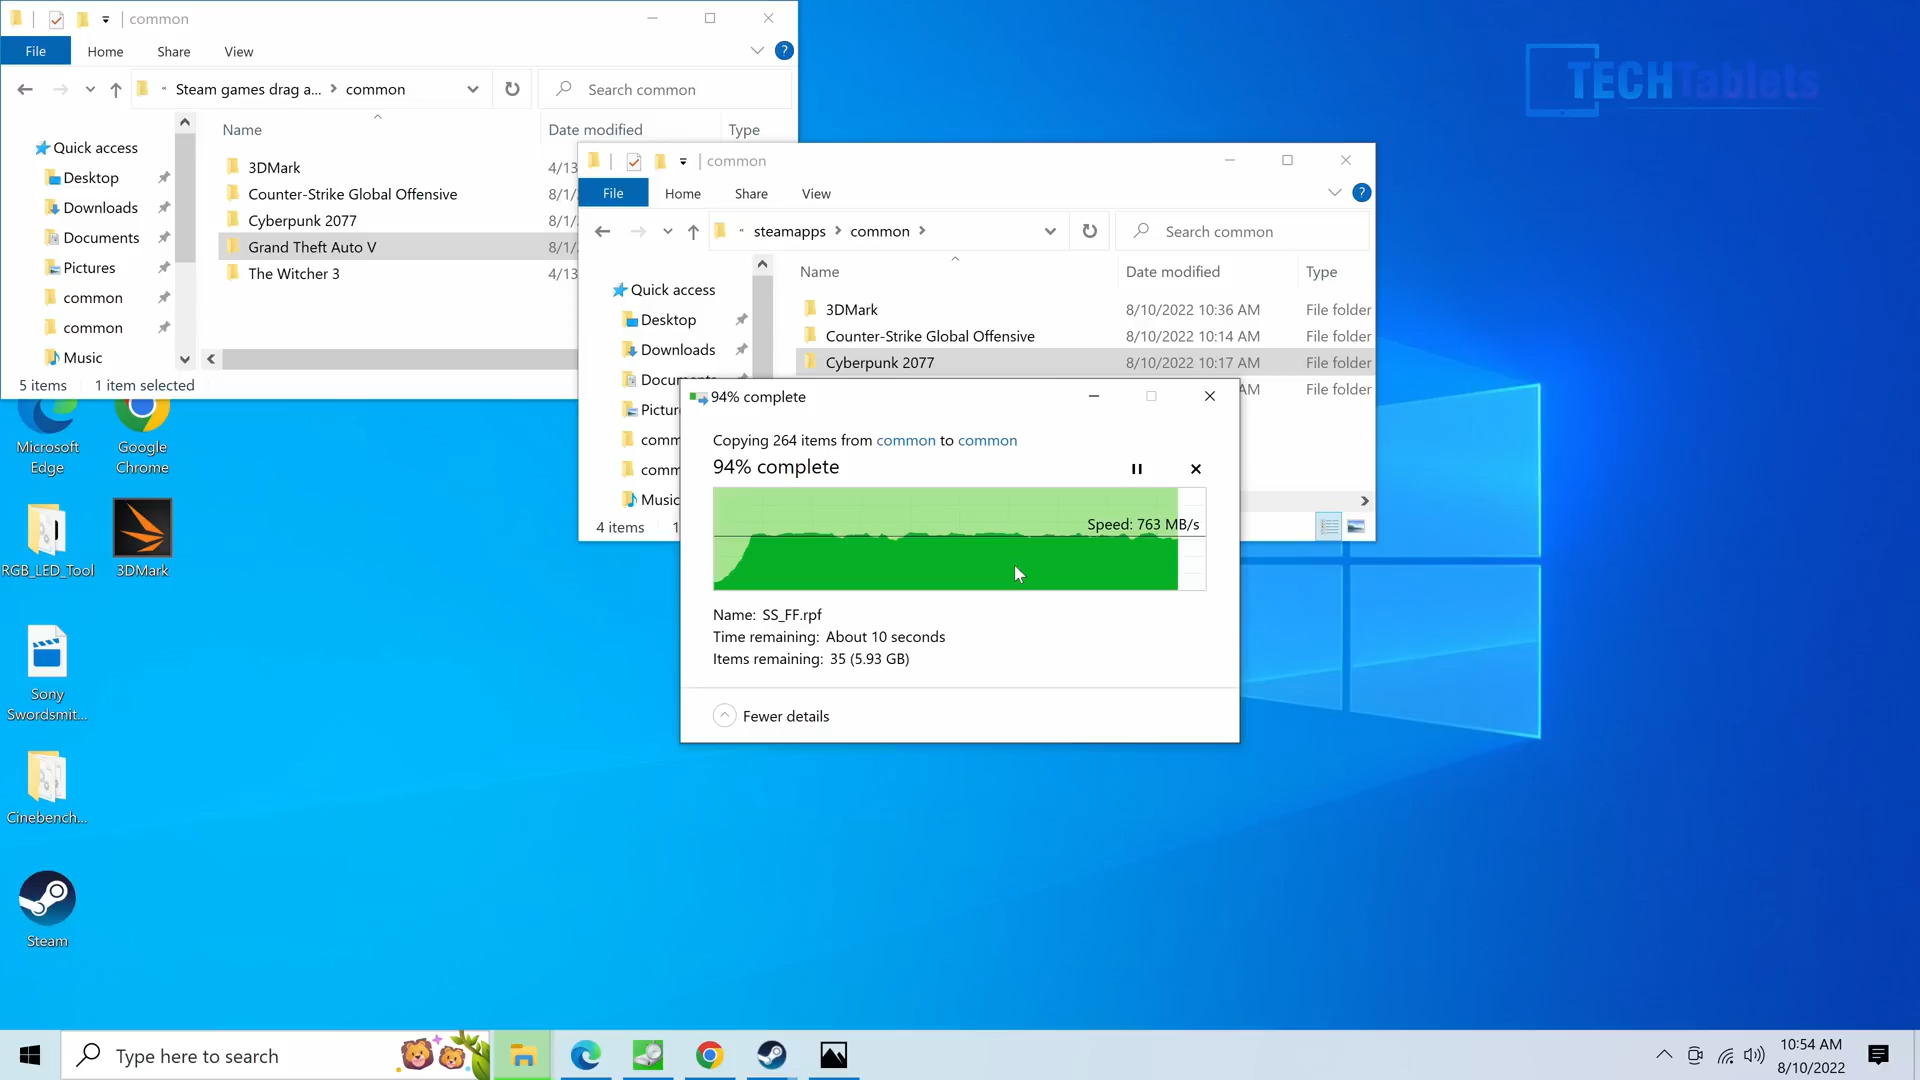 common
File
Home
Share
View
Steam games drag a...
common
Search common
Name
Date modified
Type
Quick access
Desktop
Downloads
Documents
Pictures
common
common
Music
3DMark
4/13
Counter-Strike Global Offensive
8/1/
Cyberpunk 2077
8/1/
Grand Theft Auto V
8/1/
The Witcher 3
4/13
5 items
1 item selected
TECHTablets
common
File
Home
Share
View
steamapps
common
Search common
Name
Date modified
Type
Quick access
Desktop
Downloads
3DMark
8/10/2022 10:36 AM
File folder
Counter-Strike Global Offensive
8/10/2022 10:14 AM
File folder
Cyberpunk 2077
8/10/2022 10:17 AM
File folder
AM
File folder
Pictur
comm
comm
Music
4 items
1
94% complete
Copying 264 items from common to common
94% complete
Speed: 763 MB/s
Name: SS_FF.rpf
Time remaining: About 10 seconds
Items remaining: 35 (5.93 GB)
Fewer details
Microsoft
Edge
Google
Chrome
RGB_LED_Tool
3DMark
Sony
Swordsmit...
Cinebench...
Steam
Type here to search
10:54 AM
8/10/2022